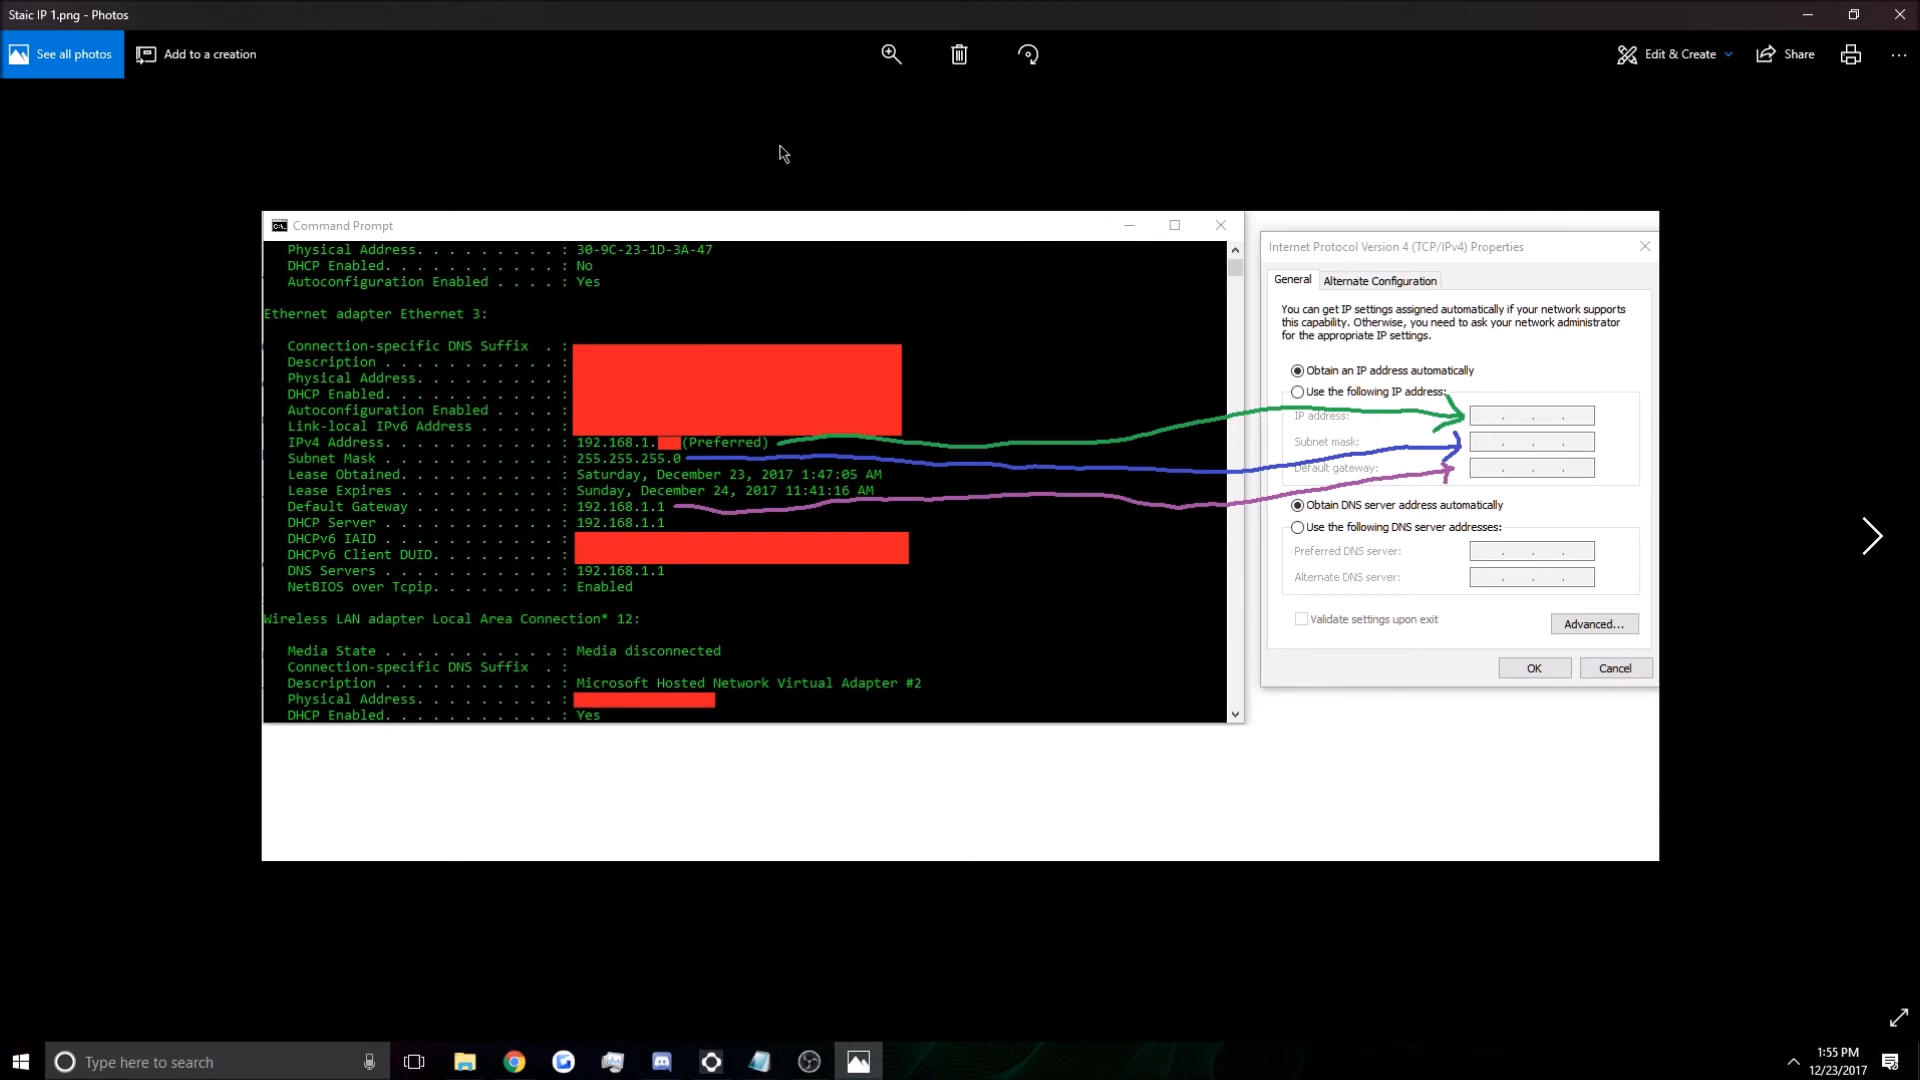 Staic IP 1.png - Photos
See all photos
Add to a creation
Edit & Create
Share
Command Prompt
Physical Address. . . . . . . . . : 30-9C-23-1D-3A-47
DHCP Enabled. . . . . . . . . . . : No
Autoconfiguration Enabled . . . . : Yes
Ethernet adapter Ethernet 3:
Connection-specific DNS Suffix  . :
Description . . . . . . . . . . . :
Physical Address. . . . . . . . . :
DHCP Enabled. . . . . . . . . . . :
Autoconfiguration Enabled . . . . :
Link-local IPv6 Address . . . . . :
IPv4 Address. . . . . . . . . . . : 192.168.1. (Preferred)
Subnet Mask . . . . . . . . . . . : 255.255.255.0
Lease Obtained. . . . . . . . . . : Saturday, December 23, 2017 1:47:05 AM
Lease Expires . . . . . . . . . . : Sunday, December 24, 2017 11:41:16 AM
Default Gateway . . . . . . . . . : 192.168.1.1
DHCP Server . . . . . . . . . . . : 192.168.1.1
DHCPv6 IAID . . . . . . . . . . . :
DHCPv6 Client DUID. . . . . . . . :
DNS Servers . . . . . . . . . . . : 192.168.1.1
NetBIOS over Tcpip. . . . . . . . : Enabled
Wireless LAN adapter Local Area Connection* 12:
Media State . . . . . . . . . . . : Media disconnected
Connection-specific DNS Suffix  . :
Description . . . . . . . . . . . : Microsoft Hosted Network Virtual Adapter #2
Physical Address. . . . . . . . . :
DHCP Enabled. . . . . . . . . . . : Yes
Internet Protocol Version 4 (TCP/IPv4) Properties
General
Alternate Configuration
You can get IP settings assigned automatically if your network supports
this capability. Otherwise, you need to ask your network administrator
for the appropriate IP settings.
Obtain an IP address automatically
Use the following IP address:
IP address:
Subnet mask:
Default gateway:
Obtain DNS server address automatically
Use the following DNS server addresses:
Preferred DNS server:
Alternate DNS server:
Validate settings upon exit
Advanced...
OK
Cancel
Type here to search
1:55 PM
12/23/2017